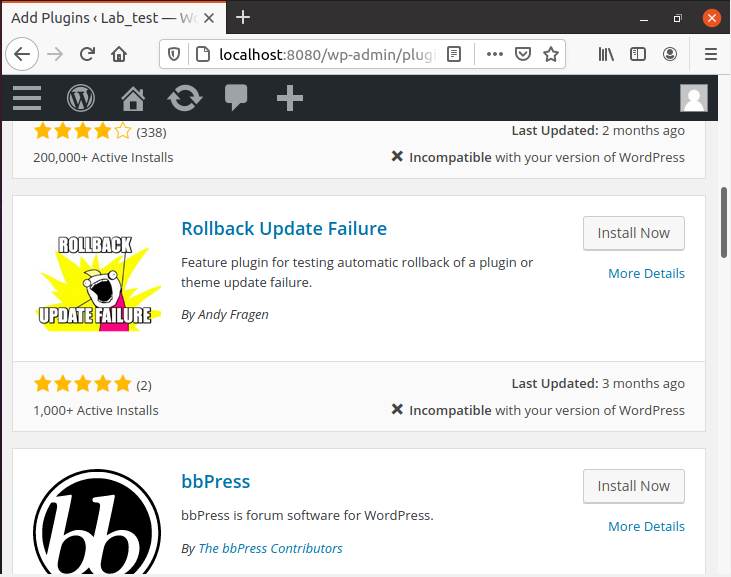 Add Plugins ‹ Lab_test — Wo
localhost:8080/wp-admin/plug
(338)
Last Updated: 2 months ago
200,000+ Active Installs
Incompatible with your version of WordPress
ROLLBACK
UPDATE FAILURE
Rollback Update Failure
Install Now
Feature plugin for testing automatic rollback of a plugin or
theme update failure.
More Details
By Andy Fragen
(2)
Last Updated: 3 months ago
1,000+ Active Installs
Incompatible with your version of WordPress
bb
bbPress
Install Now
bbPress is forum software for WordPress.
More Details
By The bbPress Contributors